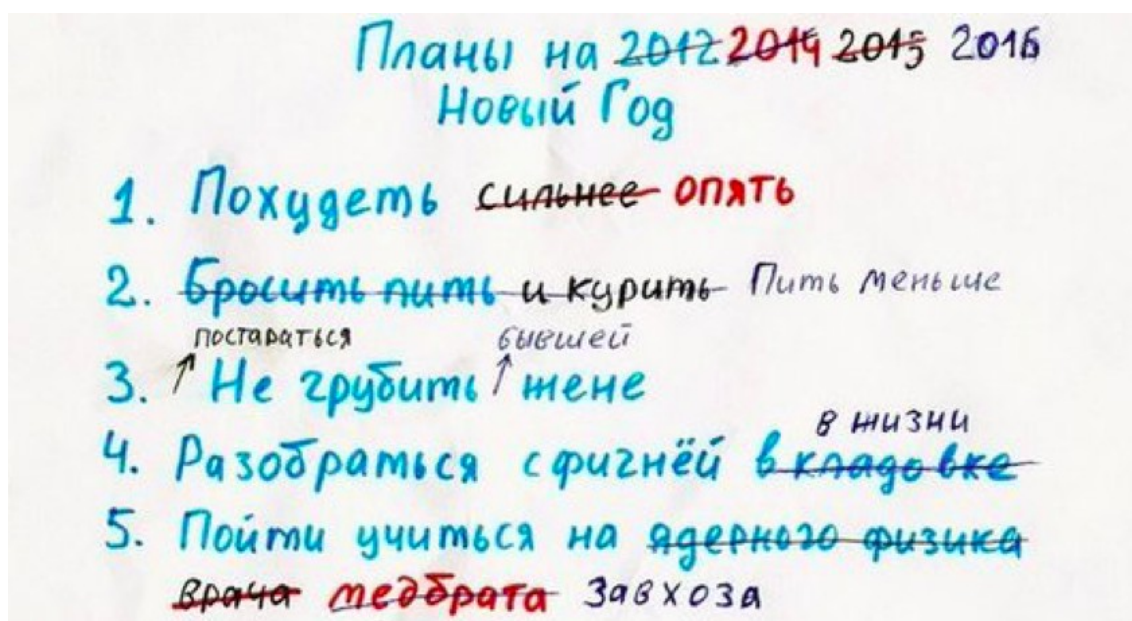 Планы на 2012 2014 2015 2016
Новый Год
1. Похудеть сильнее опять
2. Бросить пить и курить Пить меньше
постараться бывшей
3. Не грубить жене
в жизни
4. Разобраться с фигнёй в кладовке
5. Пойти учиться на ядерного физика
врача медбрата Завхоза